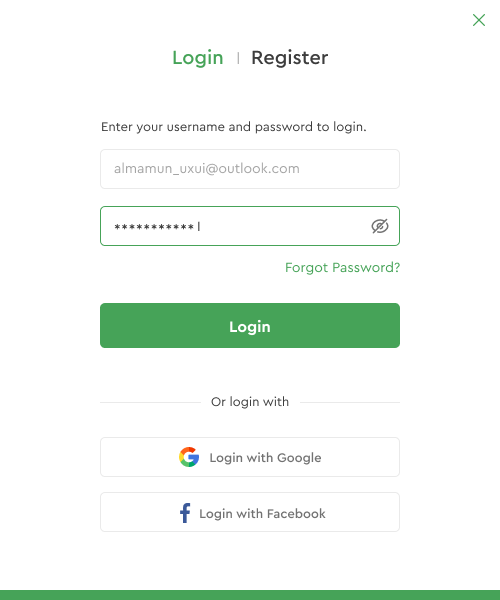 Login | Register
Enter your username and password to login.
almamun_uxui@outlook.com
***********
Forgot Password?
Login
Or login with
Login with Google
Login with Facebook